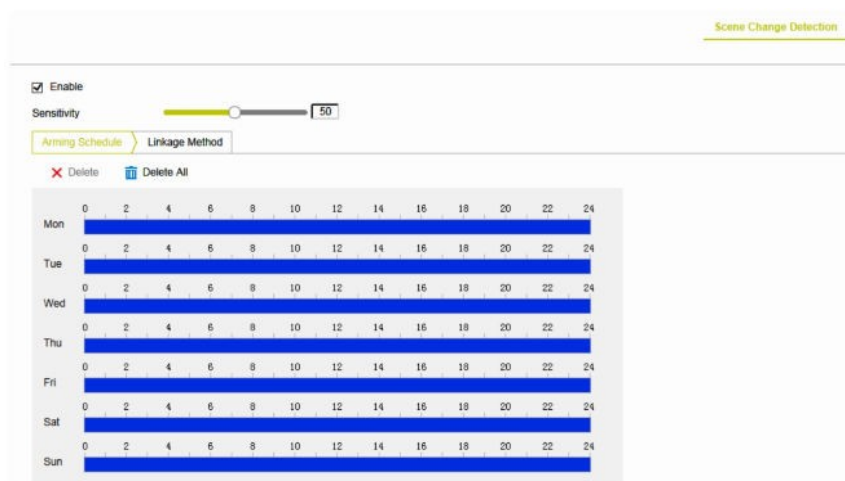 Scene Change Detection
Enable
Sensitivity 50
Arming Schedule Linkage Method
Delete Delete All
0 2 4 6 8 10 12 14 16 18 20 22 24
Mon
0 2 4 6 8 10 12 14 16 18 20 22 24
Tue
0 2 4 6 8 10 12 14 16 18 20 22 24
Wed
0 2 4 6 8 10 12 14 16 18 20 22 24
Thu
0 2 4 6 8 10 12 14 16 18 20 22 24
Fri
0 2 4 6 8 10 12 14 16 18 20 22 24
Sat
0 2 4 6 8 10 12 14 16 18 20 22 24
Sun